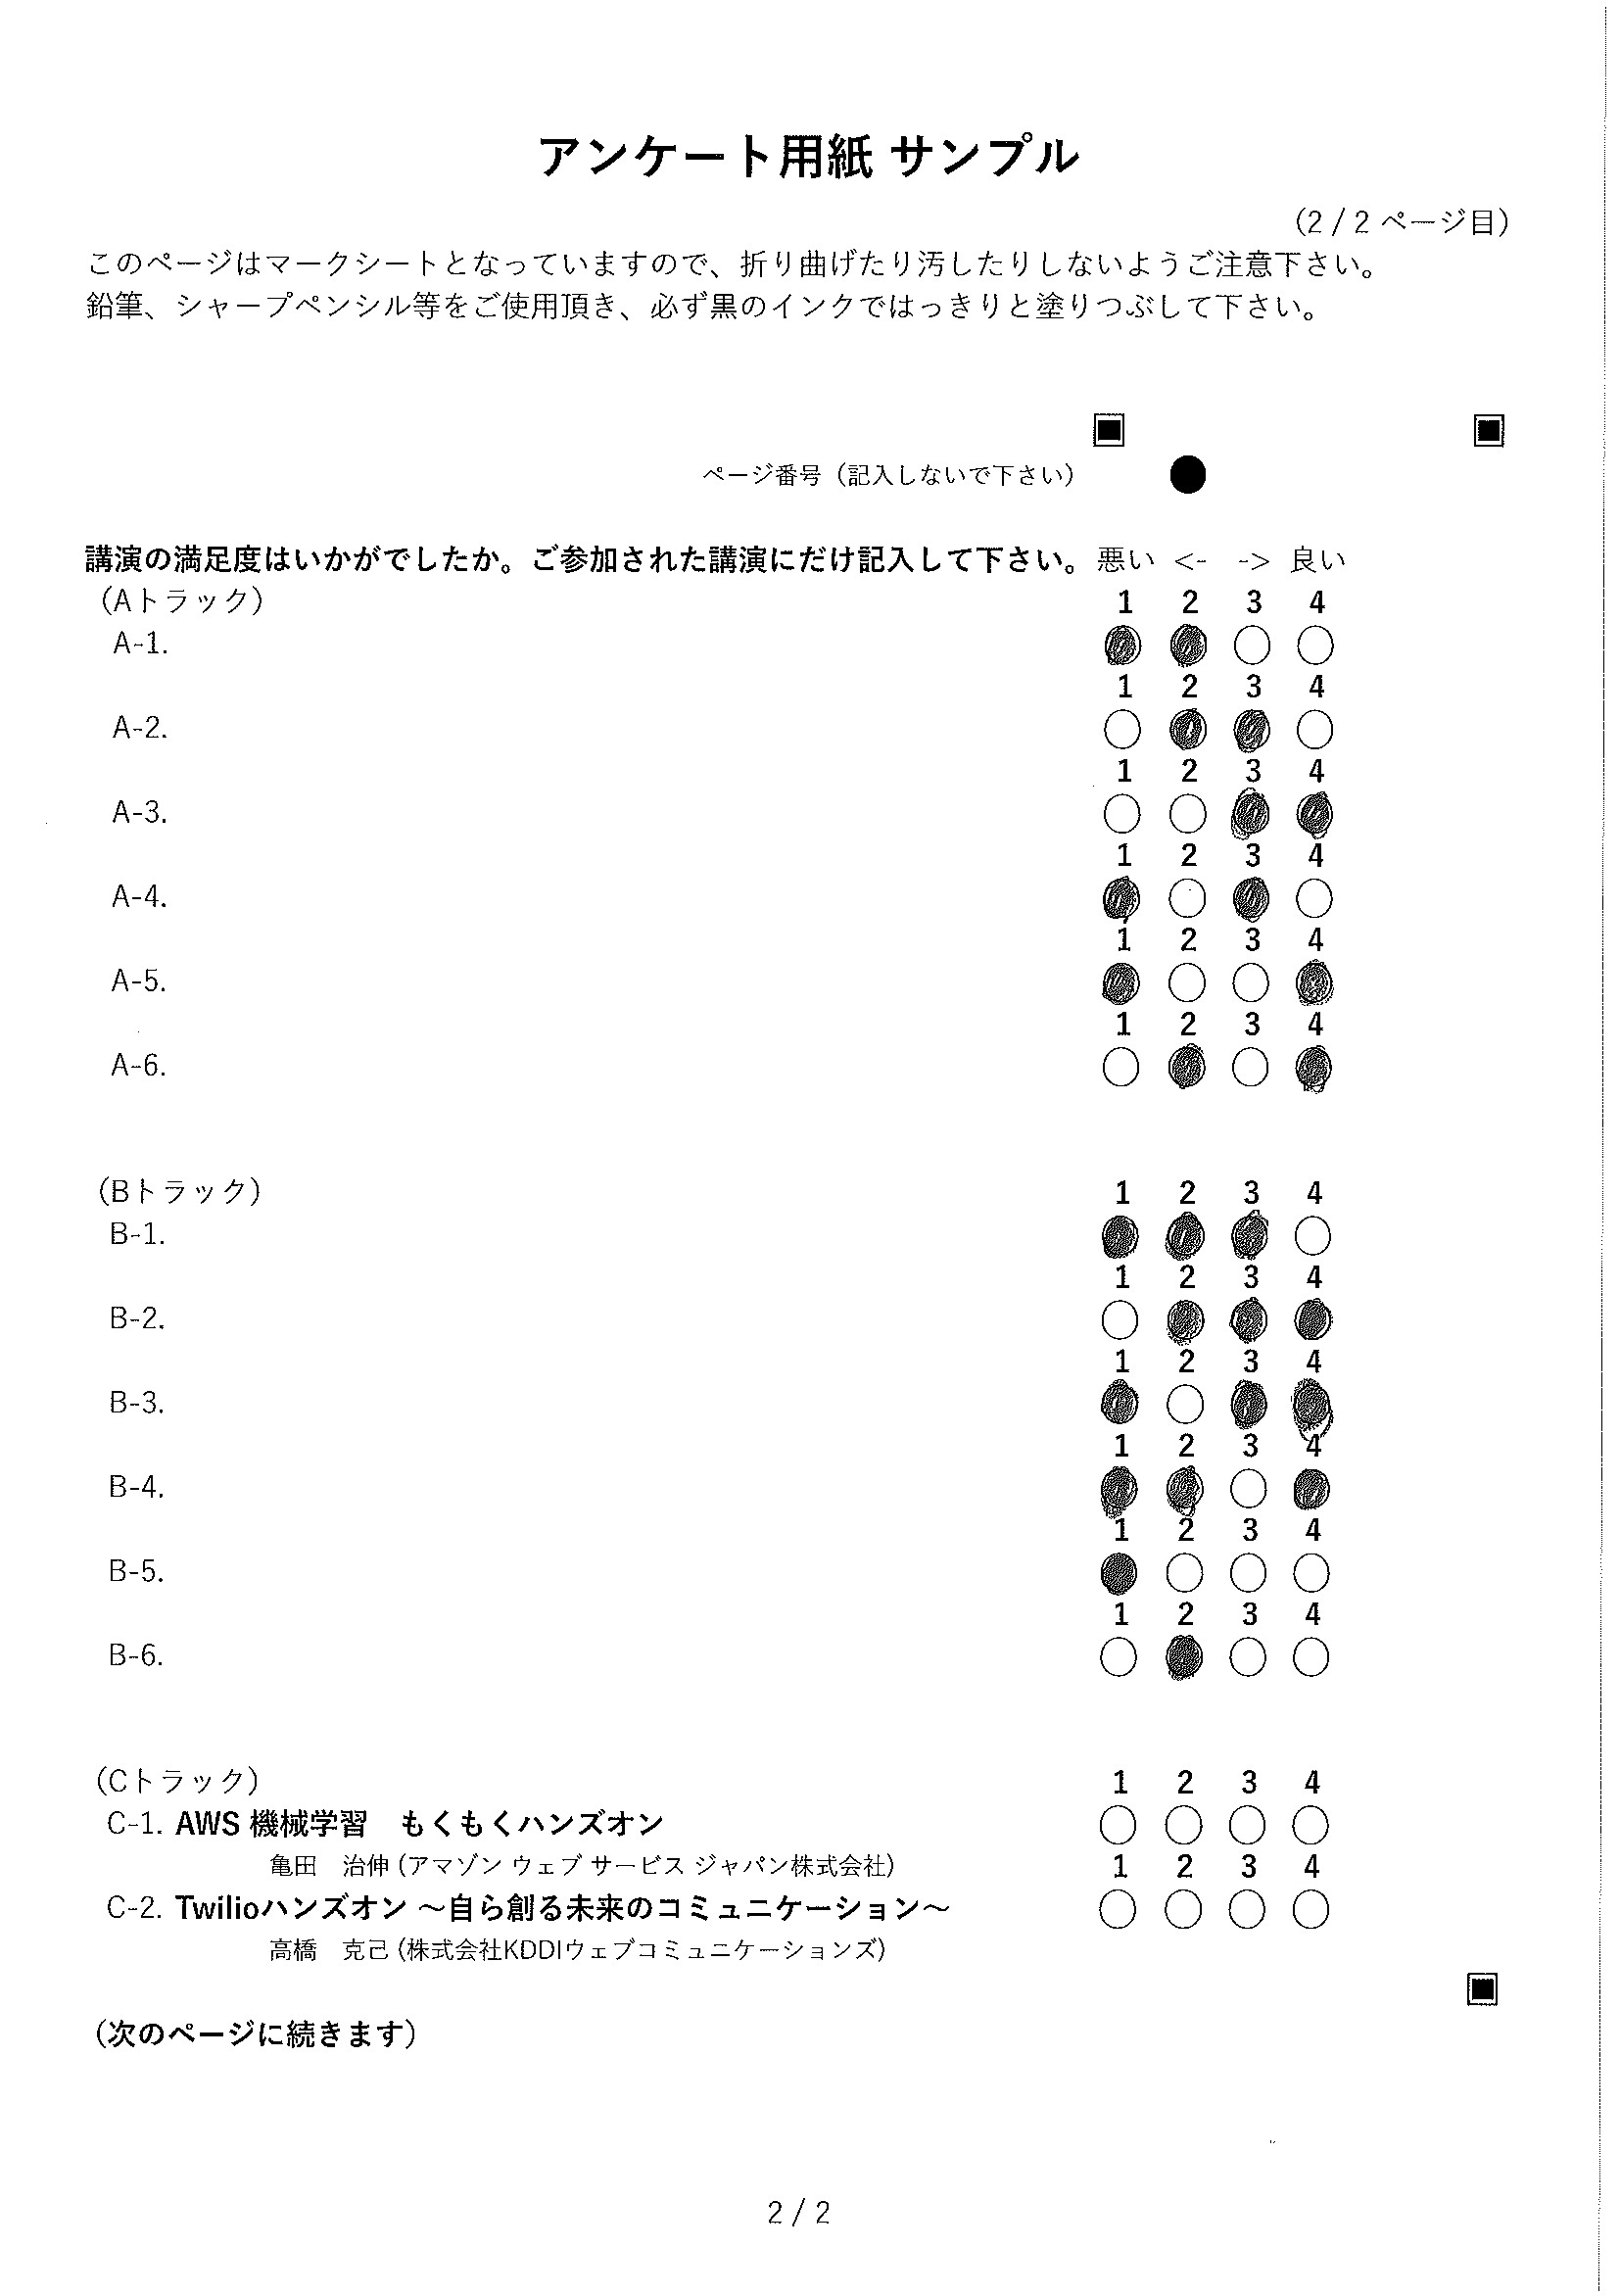 アンケート用紙 サンプル
(2 / 2 ページ目)
このページはマークシートとなっていますので、折り曲げたり汚したりしないようご注意下さい。
鉛筆、シャープペンシル等をご使用頂き、必ず黒のインクではっきりと塗りつぶして下さい。
ページ番号（記入しないで下さい）
講演の満足度はいかがでしたか。ご参加された講演にだけ記入して下さい。 悪い <- -> 良い
（Aトラック） 1 2 3 4
A-1.
1 2 3 4
A-2.
1 2 3 4
A-3.
1 2 3 4
A-4.
1 2 3 4
A-5.
1 2 3 4
A-6.
（Bトラック） 1 2 3 4
B-1.
1 2 3 4
B-2.
1 2 3 4
B-3.
1 2 3 4
B-4.
1 2 3 4
B-5.
1 2 3 4
B-6.
（Cトラック） 1 2 3 4
C-1. AWS 機械学習　もくもくハンズオン
亀田　治伸 (アマゾン ウェブ サービス ジャパン株式会社) 1 2 3 4
C-2. Twilioハンズオン ～自ら創る未来のコミュニケーション～
高橋　克己 (株式会社KDDIウェブコミュニケーションズ)
（次のページに続きます）
2 / 2